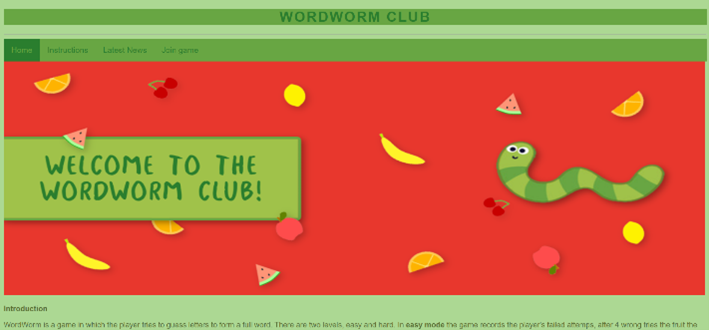 WORDWORM CLUB
Home Instructions Latest News Join game
WELCOME TO THE
WORDWORM CLUB!
Introduction
WordWorm is a game in which the player tries to guess letters to form a full word. There are two levels, easy and hard. In easy mode the game records the player's failed attemps, after 4 wrong tries the fruit the